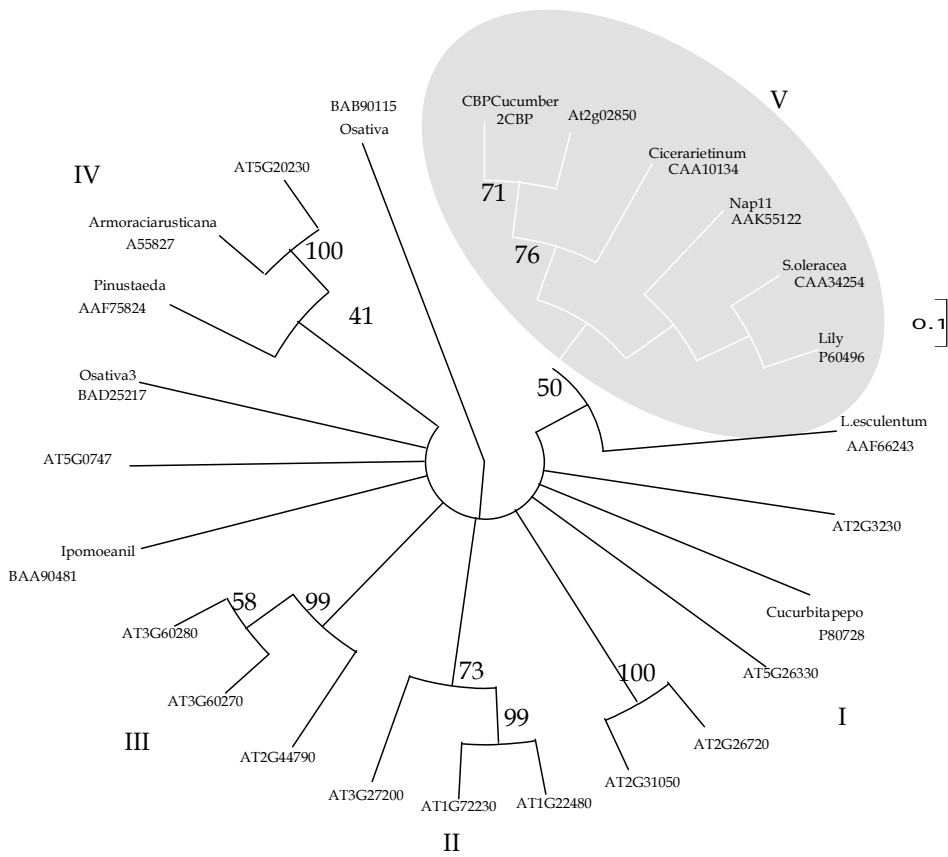 V
CBPCucumber
2CBP
At2g02850
BAB90115
Osativa
Cicerarietinum
CAA10134
IV
AT5G20230
71
Nap11
AAK55122
Armoraciarusticana
A55827
100
76
S.oleracea
CAA34254
Pinustaeda
AAF75824
41
0.1
Lily
P60496
Osativa3
BAD25217
50
L.esculentum
AAF66243
AT5G0747
AT2G3230
Ipomoeanil
BAA90481
58
99
Cucurbitapepo
P80728
AT3G60280
73
100
AT5G26330
AT3G60270
99
I
III
AT2G44790
AT2G26720
AT2G31050
AT3G27200
AT1G72230
AT1G22480
II